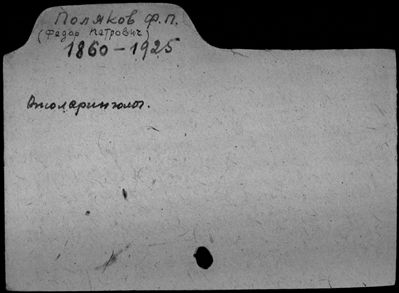 Поляков Ф.П.
(Федор Петрович)
1860-1925
Отоларинголог.